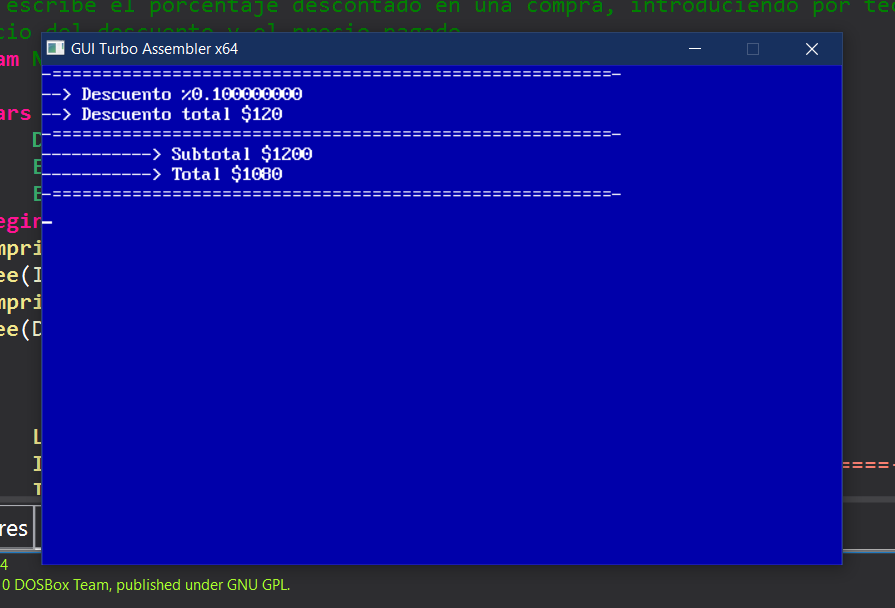 escribe el porcentaje descontado en una compra, introduciendo por tec
cio del descuento y el precio pagado
GUI Turbo Assembler x64
am N
-========================================================-
--> Descuento %0.100000000
ars
--> Descuento total $120
-========================================================-
-----------> Subtotal $1200
-----------> Total $1080
-========================================================-
egin
mpri
ee(I
mpri
ee(D
L
I
====-
T
res
4
0 DOSBox Team, published under GNU GPL.